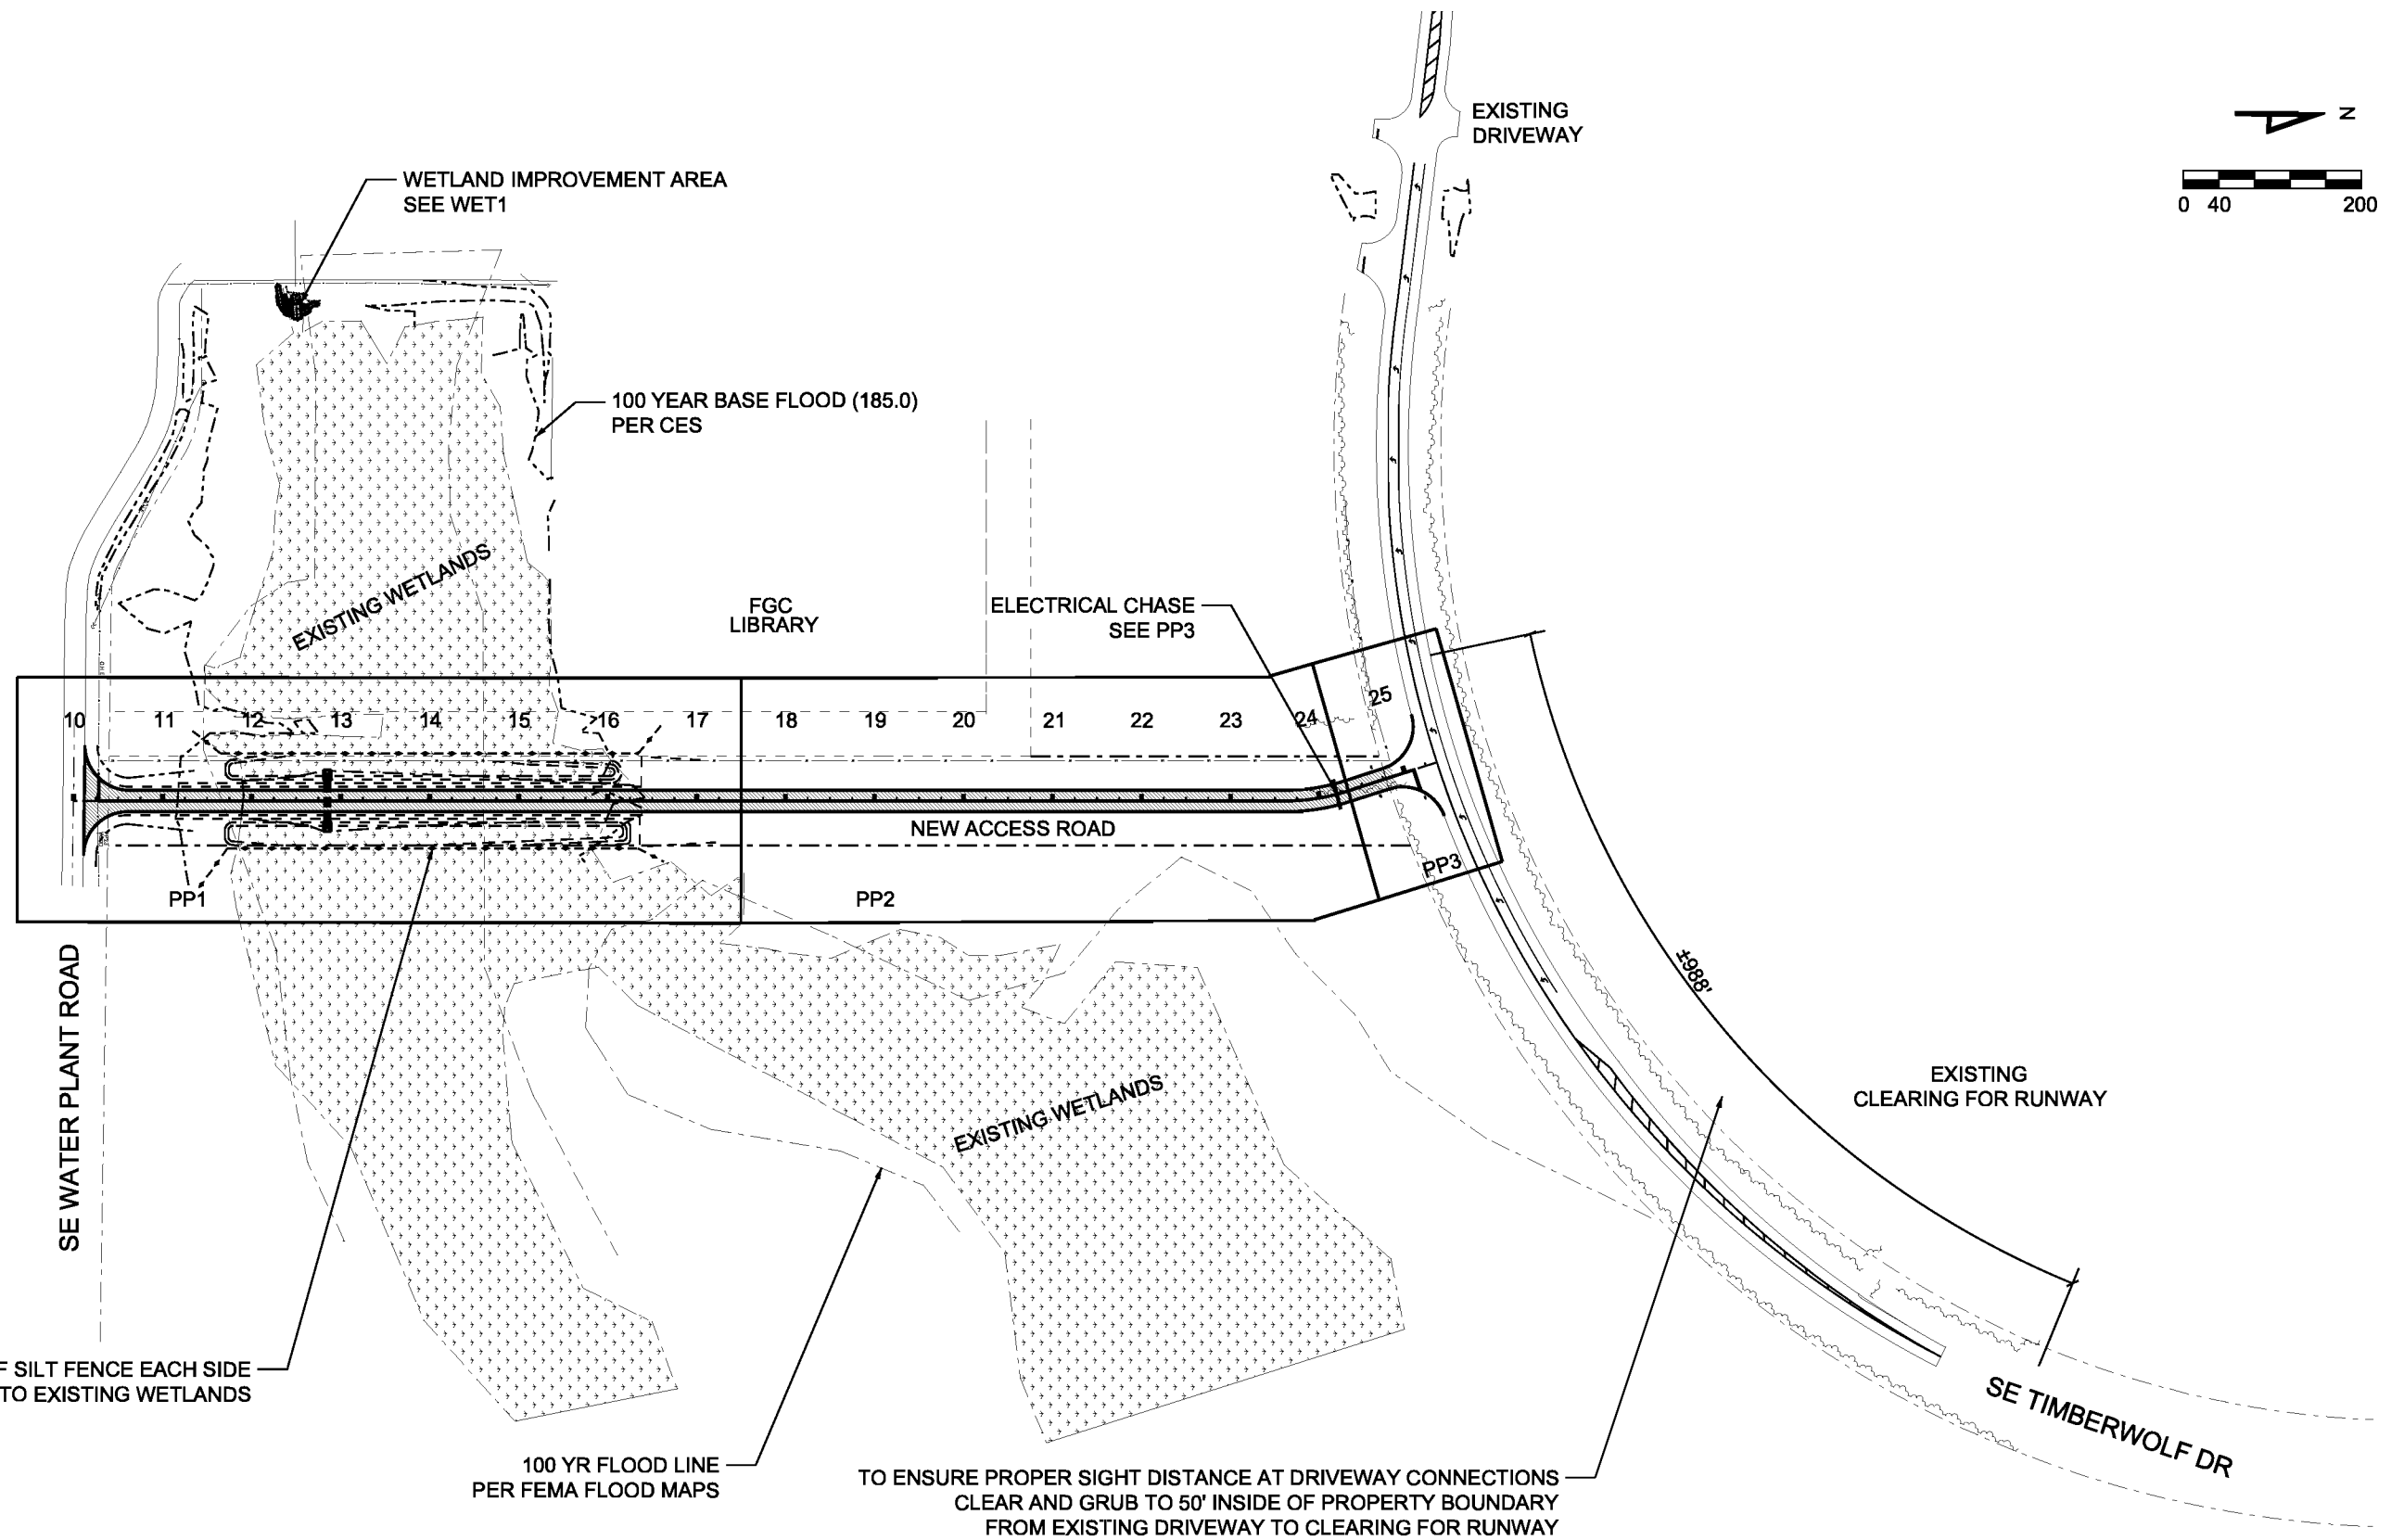 EXISTING
DRIVEWAY
N
0 40 200
WETLAND IMPROVEMENT AREA
SEE WET1
100 YEAR BASE FLOOD (185.0)
PER CES
EXISTING WETLANDS
FGC
LIBRARY
ELECTRICAL CHASE
SEE PP3
10 11 12 13 14 15 16 17 18 19 20 21 22 23 24 25
NEW ACCESS ROAD
PP1
PP2
PP3
SE WATER PLANT ROAD
±988'
EXISTING
CLEARING FOR RUNWAY
EXISTING WETLANDS
F SILT FENCE EACH SIDE
TO EXISTING WETLANDS
100 YR FLOOD LINE
PER FEMA FLOOD MAPS
TO ENSURE PROPER SIGHT DISTANCE AT DRIVEWAY CONNECTIONS
CLEAR AND GRUB TO 50' INSIDE OF PROPERTY BOUNDARY
FROM EXISTING DRIVEWAY TO CLEARING FOR RUNWAY
SE TIMBERWOLF DR